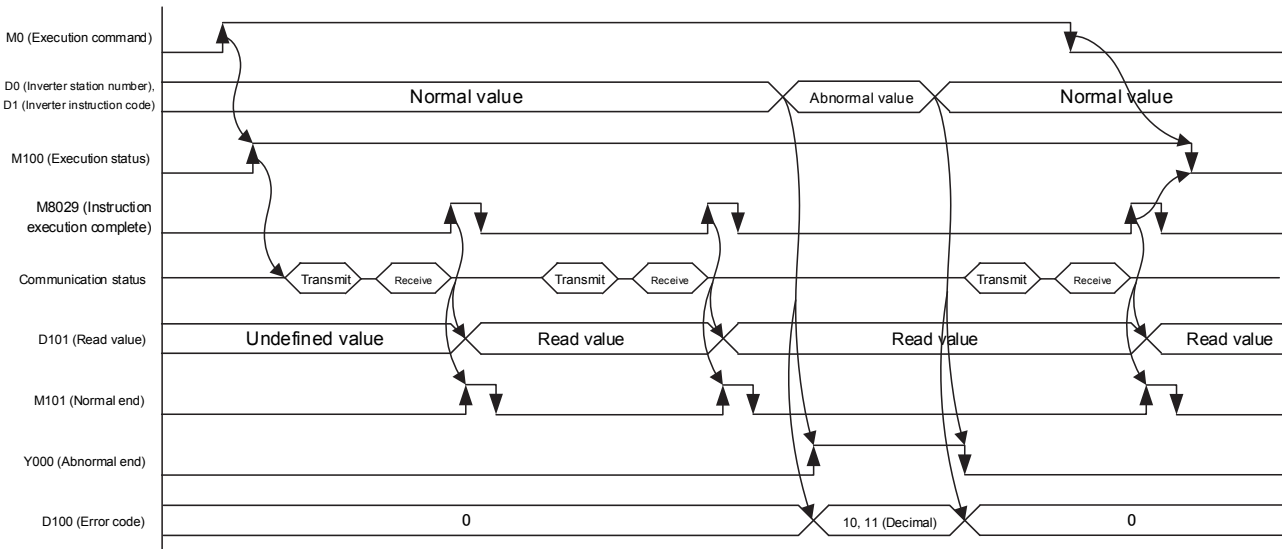 M0 (Execution command)
D0 (Inverter station number),
D1 (Inverter instruction code)
Normal value
Abnormal value
Normal value
M100 (Execution status)
M8029 (Instruction
execution complete)
Communication status
Transmit
Receive
Transmit
Receive
Transmit
Receive
D101 (Read value)
Undefined value
Read value
Read value
Read value
M101 (Normal end)
Y000 (Abnormal end)
D100 (Error code)
0
10, 11 (Decimal)
0